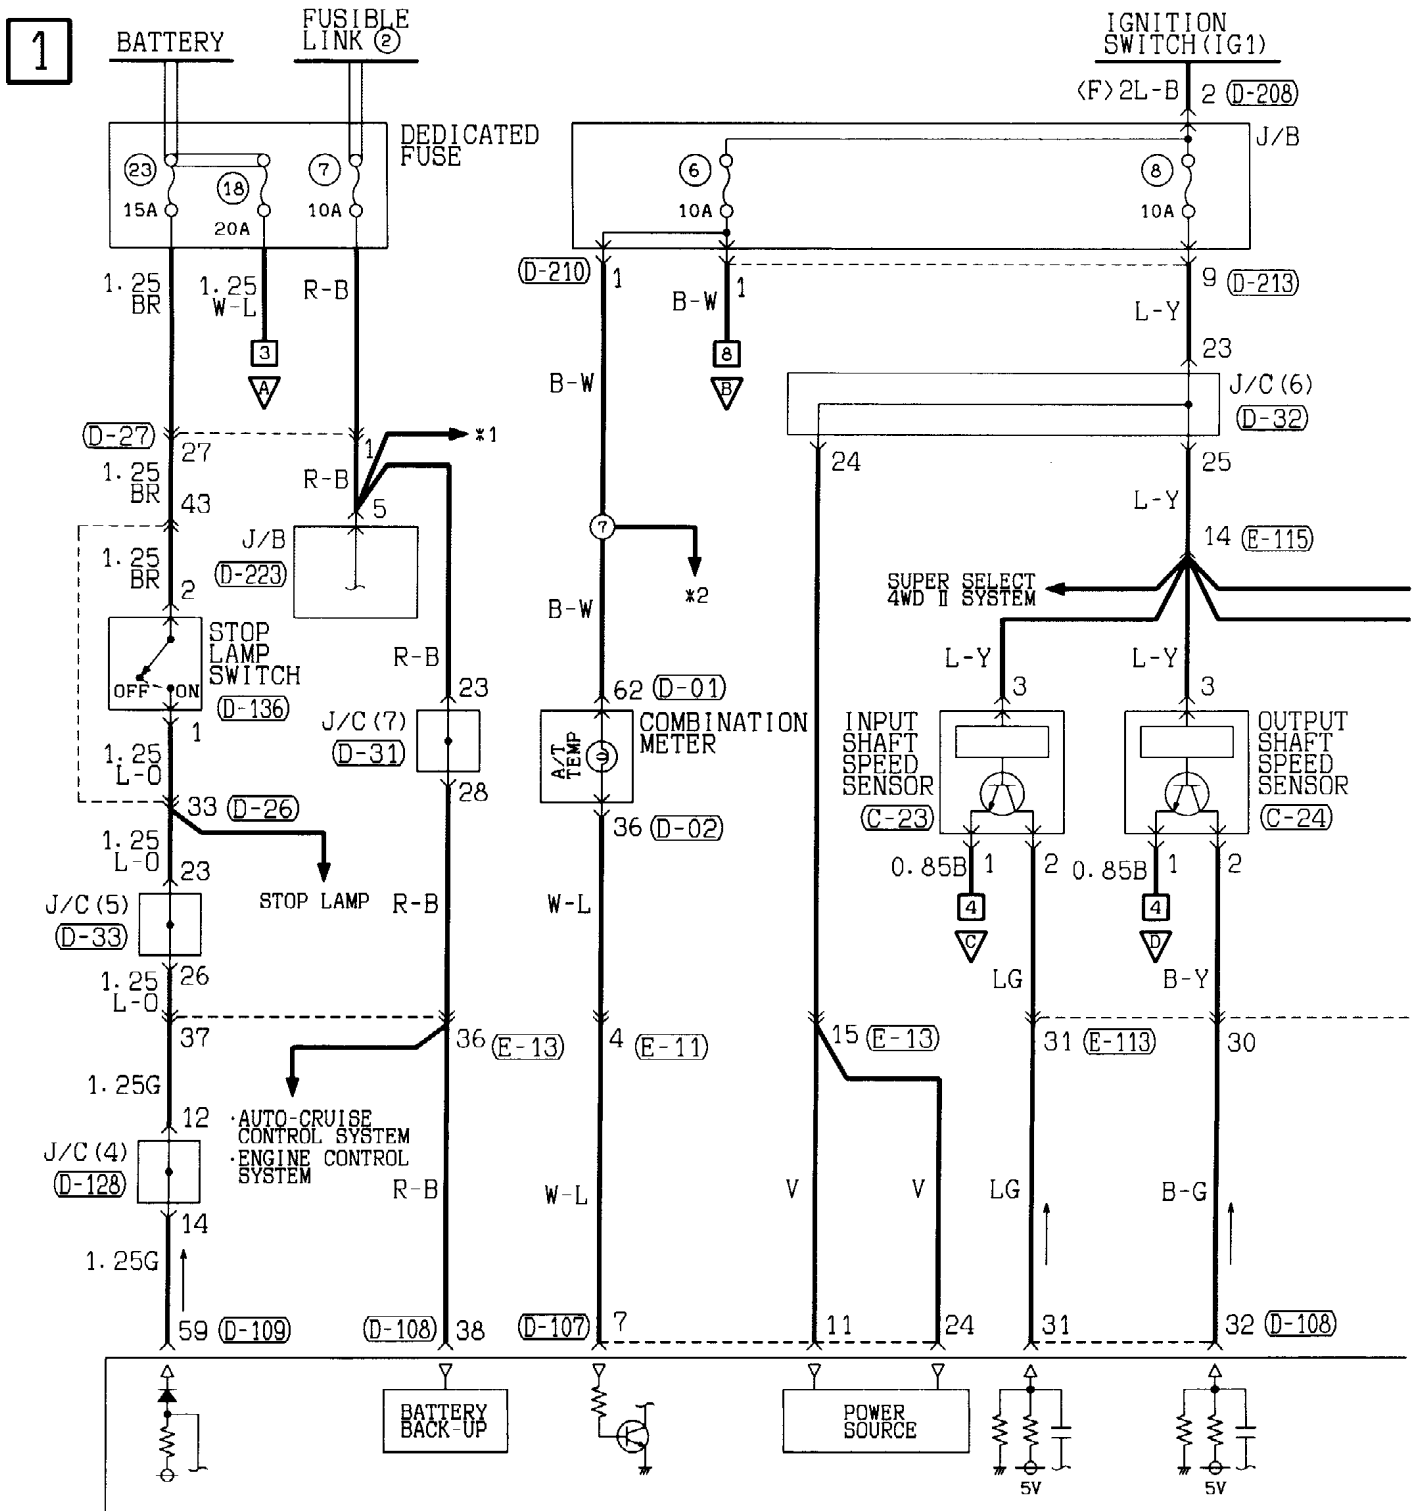 1
BATTERY
FUSIBLE
LINK ②
IGNITION
SWITCH(IG1)
<F>2L-B 2 D-208
DEDICATED
FUSE
J/B
23
18
7
6
8
15A
20A
10A
10A
10A
1.25
BR
1.25
W-L
R-B
D-210 1
B-W 1
9 D-213
L-Y
3
A
8
B
23
J/C(6)
D-32
B-W
D-27 27
1
*1
24
25
1.25
BR
43
R-B
5
L-Y
J/B
D-223
7
*2
14 E-115
1.25
BR
2
SUPER SELECT
4WD Ⅱ SYSTEM
B-W
STOP
LAMP
SWITCH
OFF ON
D-136
R-B
L-Y
L-Y
23
62 D-01
3
3
1
J/C(7)
D-31
A/T
TEMP
COMBINATION
METER
INPUT
SHAFT
SPEED
SENSOR
C-23
OUTPUT
SHAFT
SPEED
SENSOR
C-24
1.25
L-O
28
33 D-26
36 D-02
1.25
L-O
23
0.85B 1
2
0.85B 1
2
STOP LAMP
R-B
W-L
4
C
4
D
J/C(5)
D-33
1.25
L-O
26
LG
B-Y
37
36 E-13
4 E-11
15 E-13
31 E-113
30
1.25G
12
·AUTO-CRUISE
CONTROL SYSTEM
·ENGINE CONTROL
SYSTEM
J/C(4)
D-128
R-B
W-L
V
V
LG
B-G
14
1.25G
59 D-109
D-108 38
D-107 7
11
24
31
32 D-108
BATTERY
BACK-UP
POWER
SOURCE
5V
5V